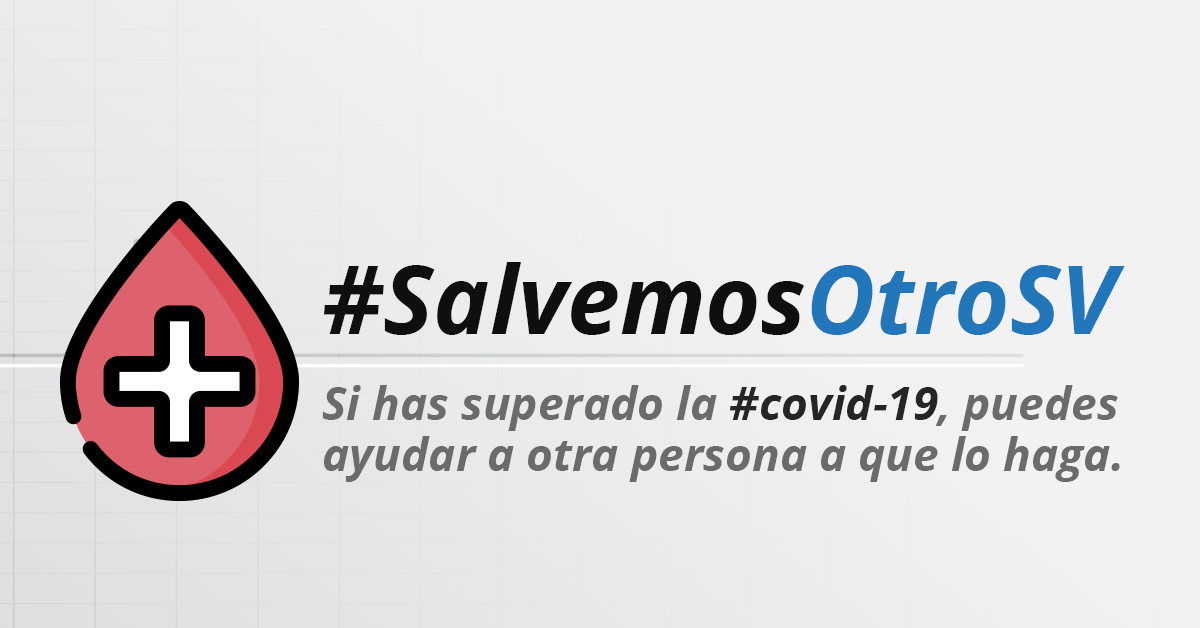 #SalvemosOtroSV
Si has superado la #covid-19, puedes
ayudar a otra persona a que lo haga.